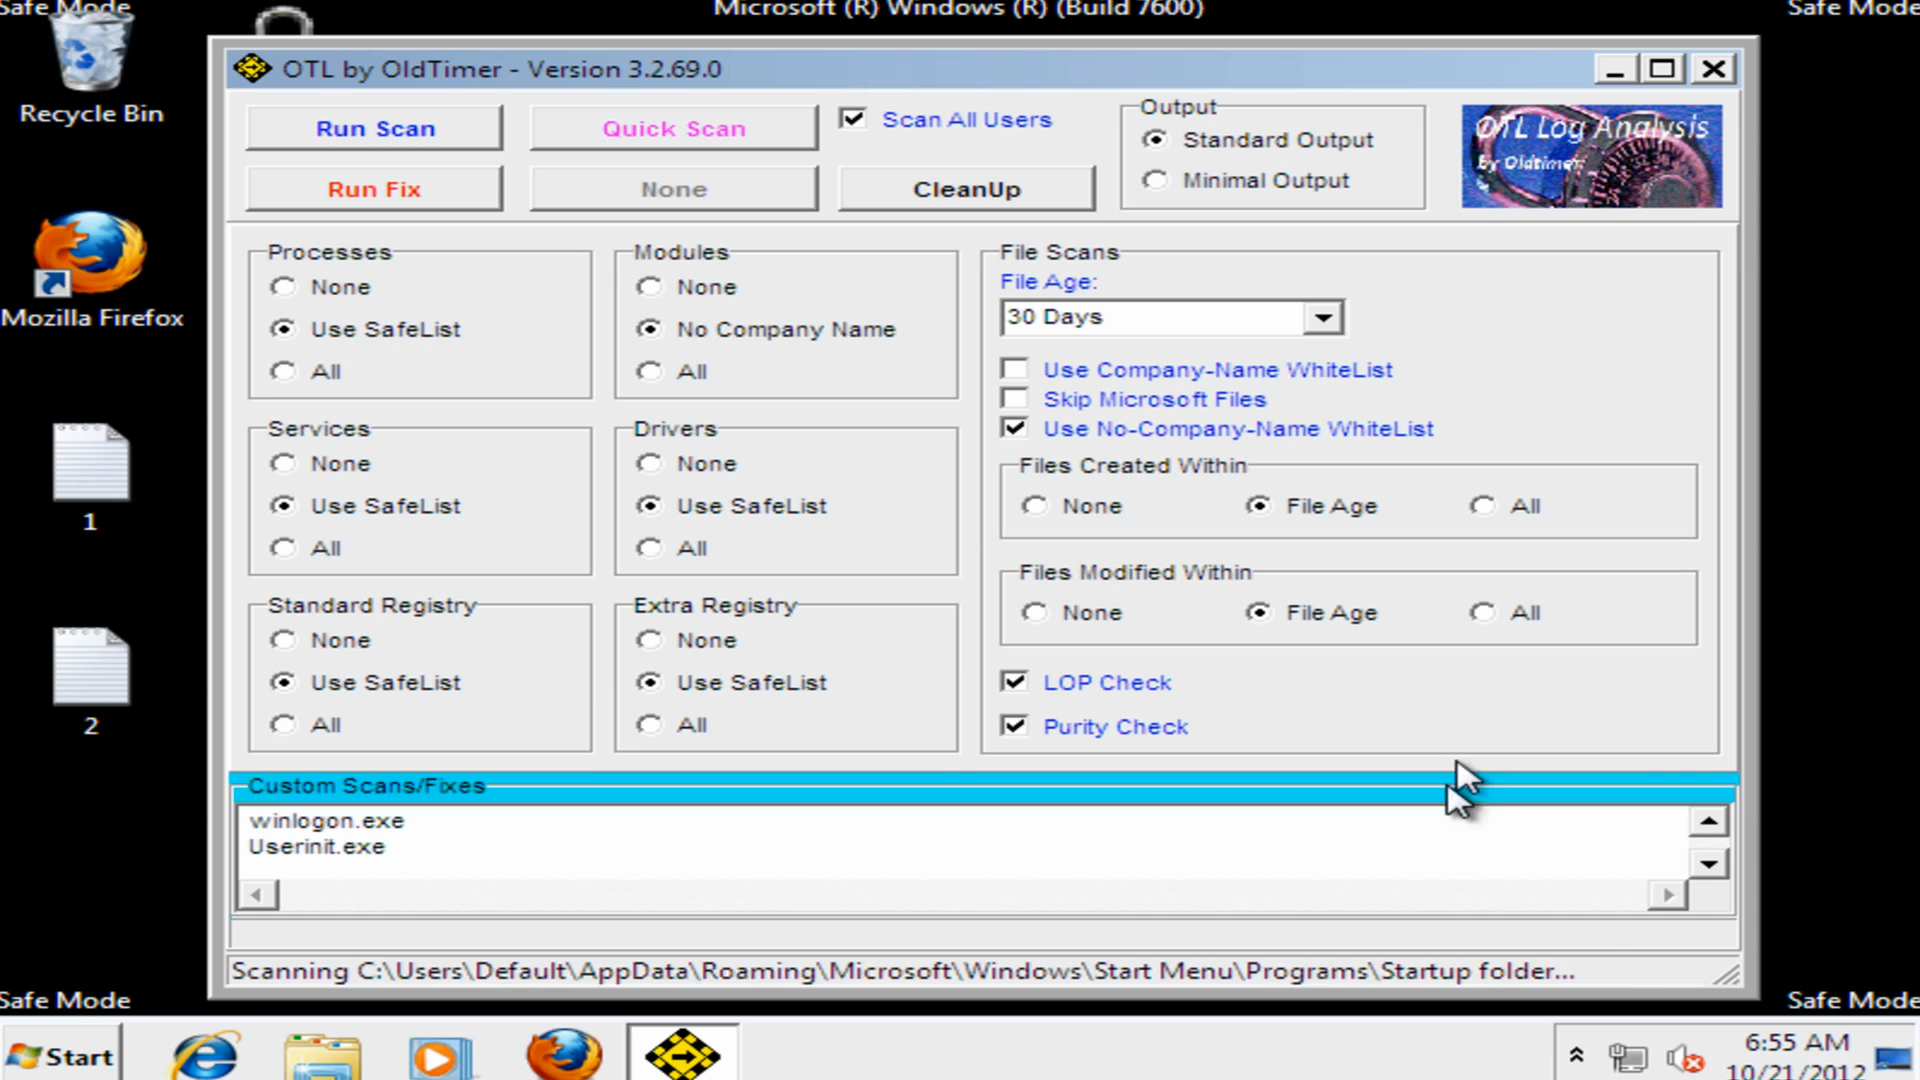 Safe Mode
Microsoft (R) Windows (R) (Build 7600)
Safe Mode
Recycle Bin
Mozilla Firefox
1
2
OTL by OldTimer - Version 3.2.69.0
Run Scan
Quick Scan
Scan All Users
Run Fix
None
CleanUp
Output
Standard Output
Minimal Output
OTL Log Analysis
By Oldtimer
Processes
None
Use SafeList
All
Modules
None
No Company Name
All
Services
None
Use SafeList
All
Drivers
None
Use SafeList
All
Standard Registry
None
Use SafeList
All
Extra Registry
None
Use SafeList
All
File Scans
File Age:
30 Days
Use Company-Name WhiteList
Skip Microsoft Files
Use No-Company-Name WhiteList
Files Created Within
None
File Age
All
Files Modified Within
None
File Age
All
LOP Check
Purity Check
Custom Scans/Fixes
winlogon.exe
Userinit.exe
Scanning C:\Users\Default\AppData\Roaming\Microsoft\Windows\Start Menu\Programs\Startup folder...
Safe Mode
Safe Mode
Start
6:55 AM
10/21/2012